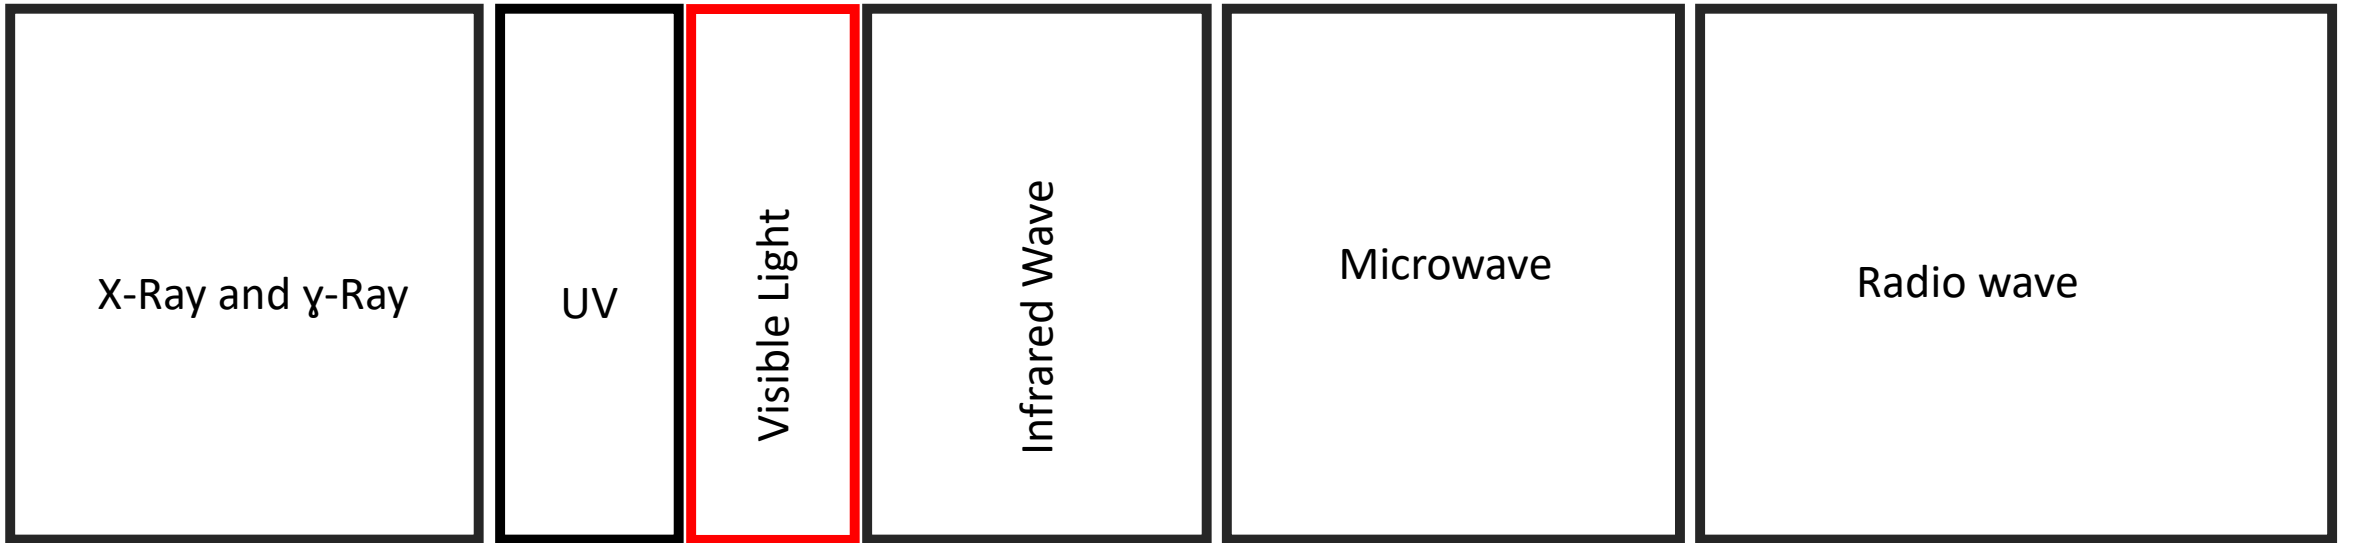 X-Ray and ɣ-Ray
UV
Visible Light
Infrared Wave
Microwave
Radio wave